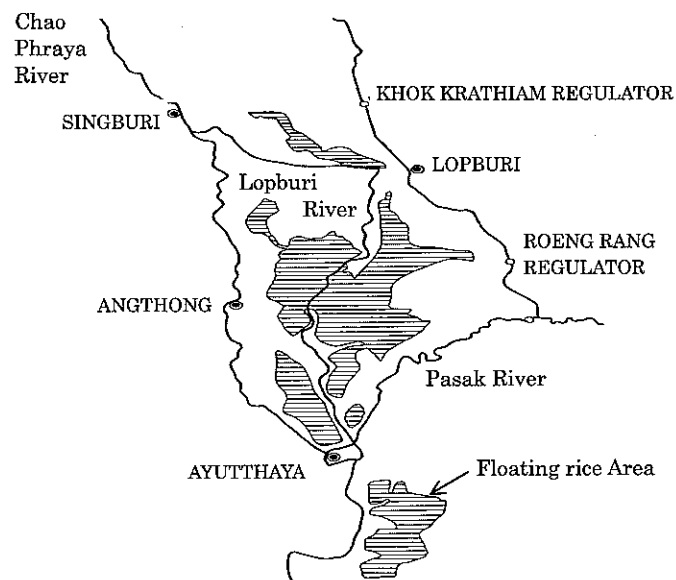 Chao
Phraya
River
KHOK KRATHIAM REGULATOR
SINGBURI
LOPBURI
Lopburi
River
ROENG RANG
REGULATOR
ANGTHONG
Pasak River
AYUTTHAYA
Floating rice Area